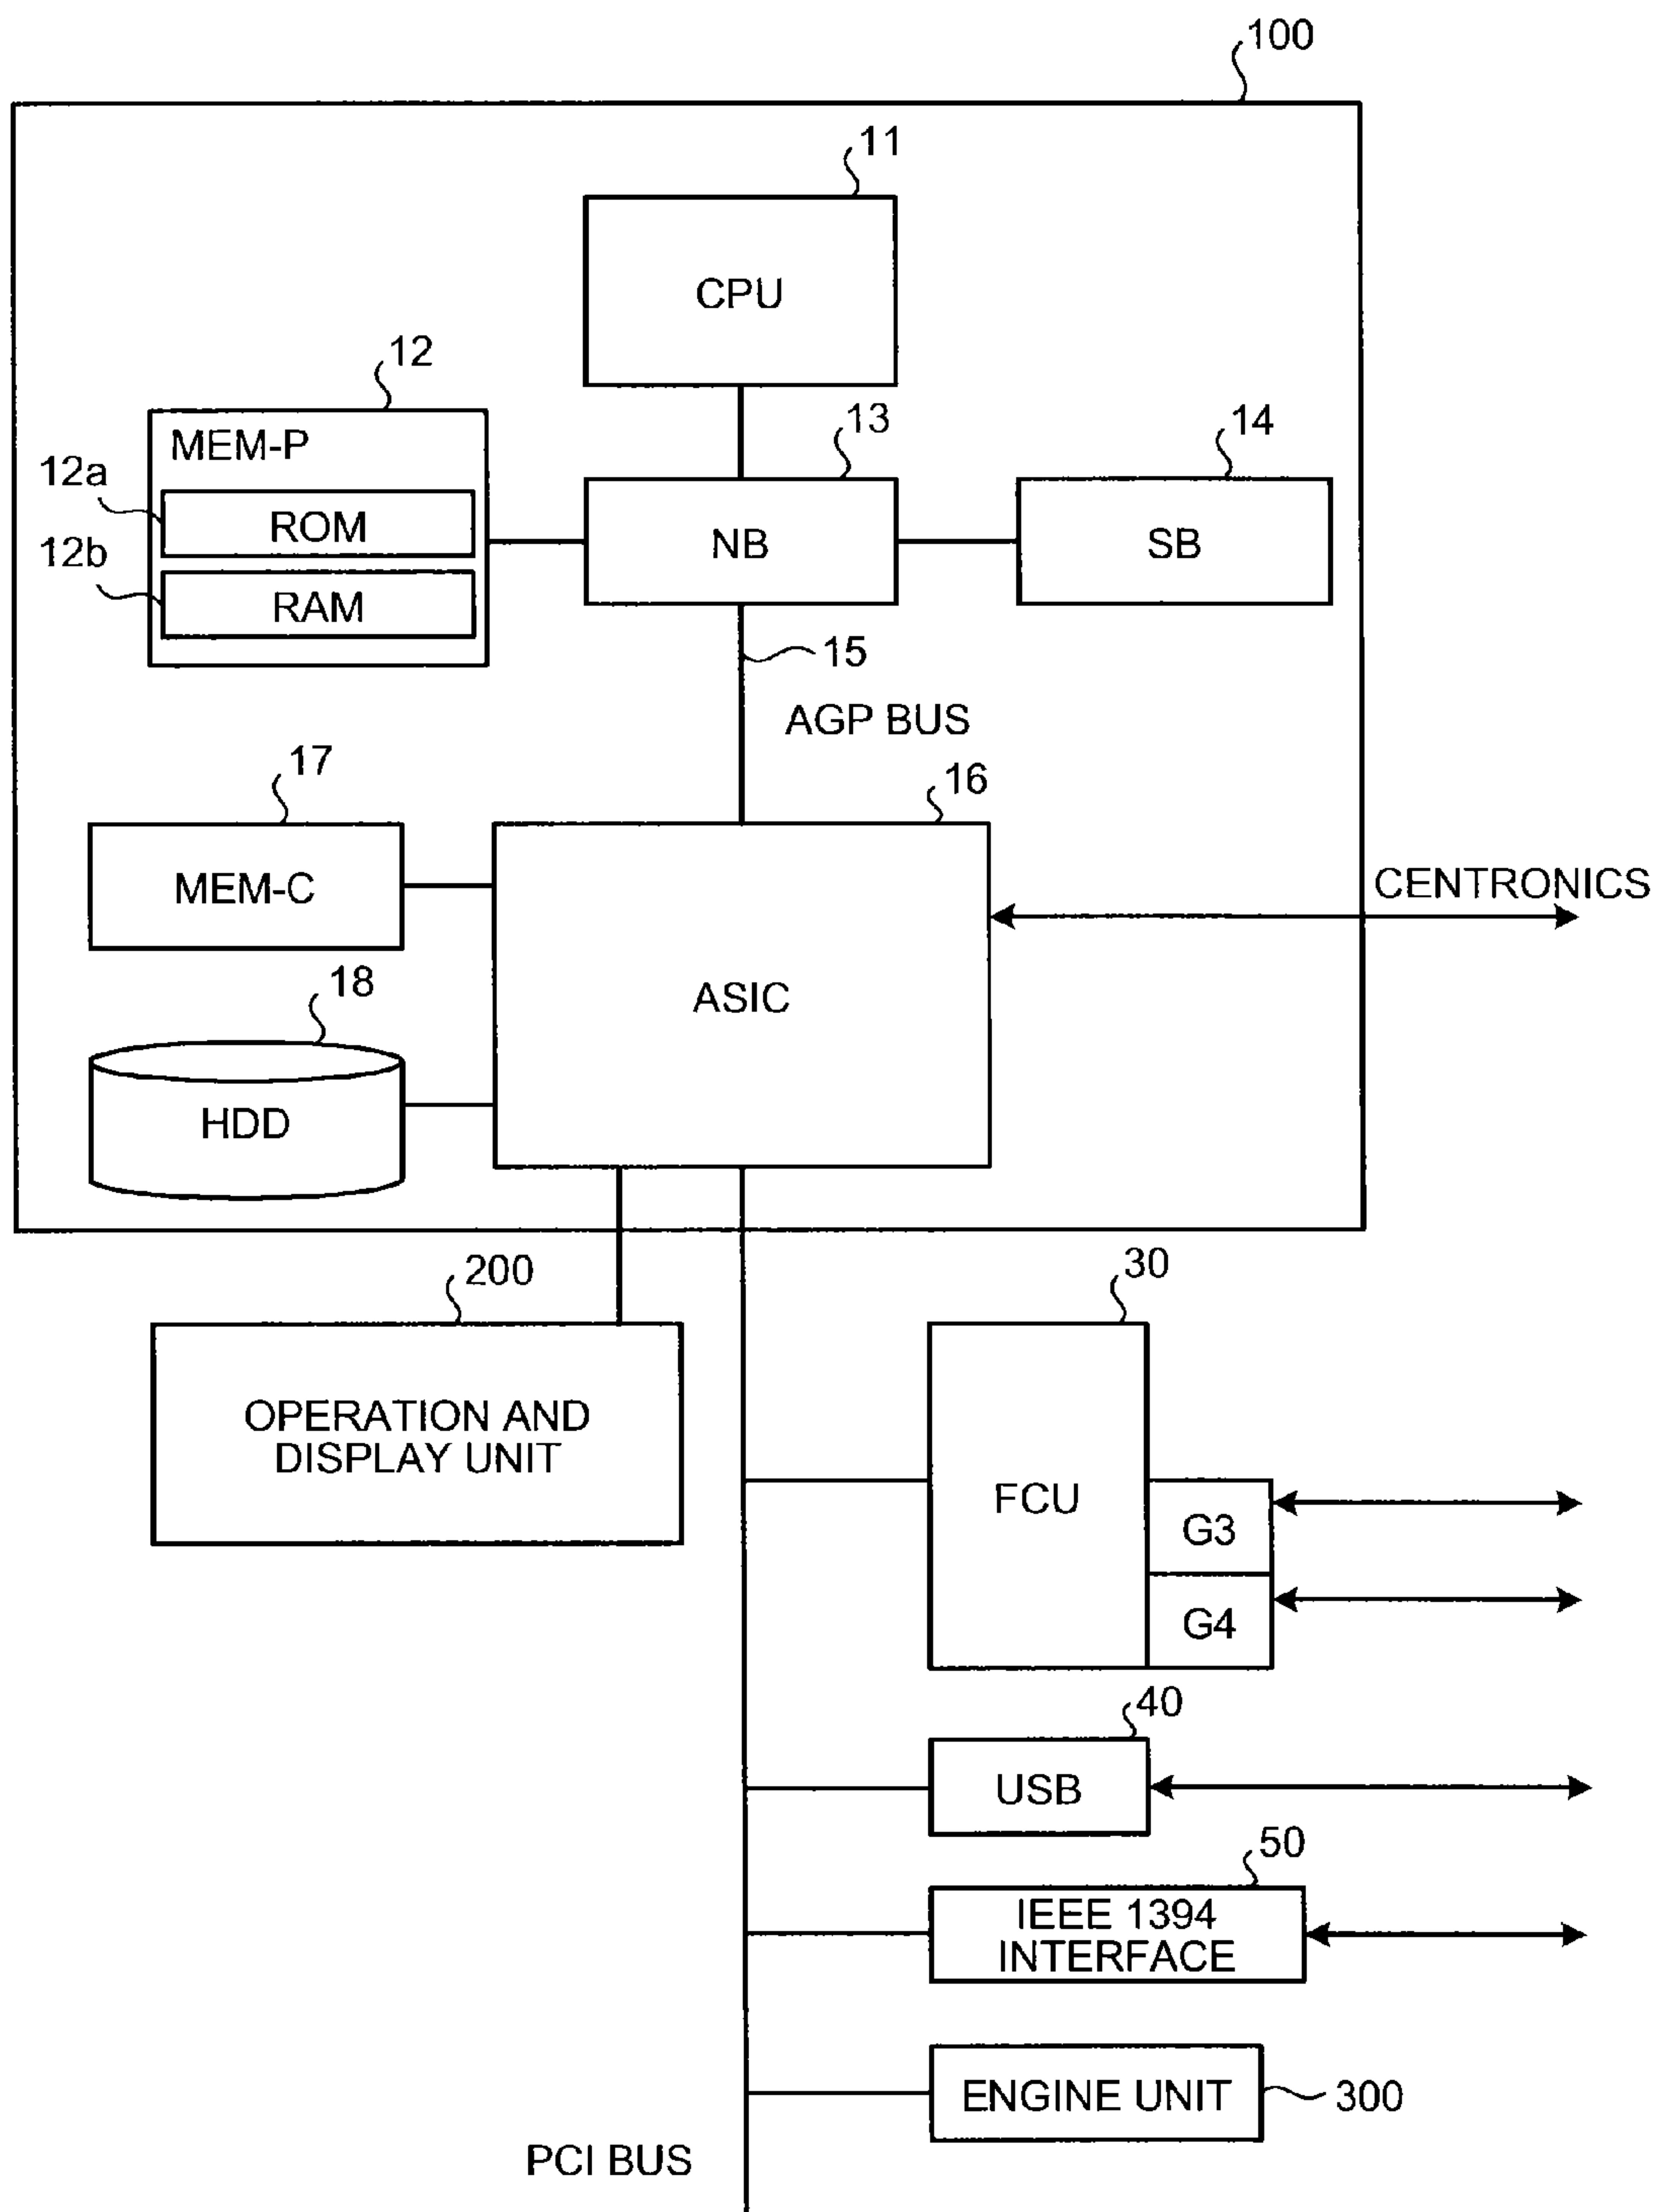 100
11
CPU
12
MEM-P
12a
ROM
12b
RAM
13
NB
14
SB
15
AGP BUS
17
MEM-C
16
ASIC
CENTRONICS
18
HDD
200
OPERATION AND
DISPLAY UNIT
30
FCU
G3
G4
40
USB
50
IEEE 1394
INTERFACE
ENGINE UNIT
300
PCI BUS